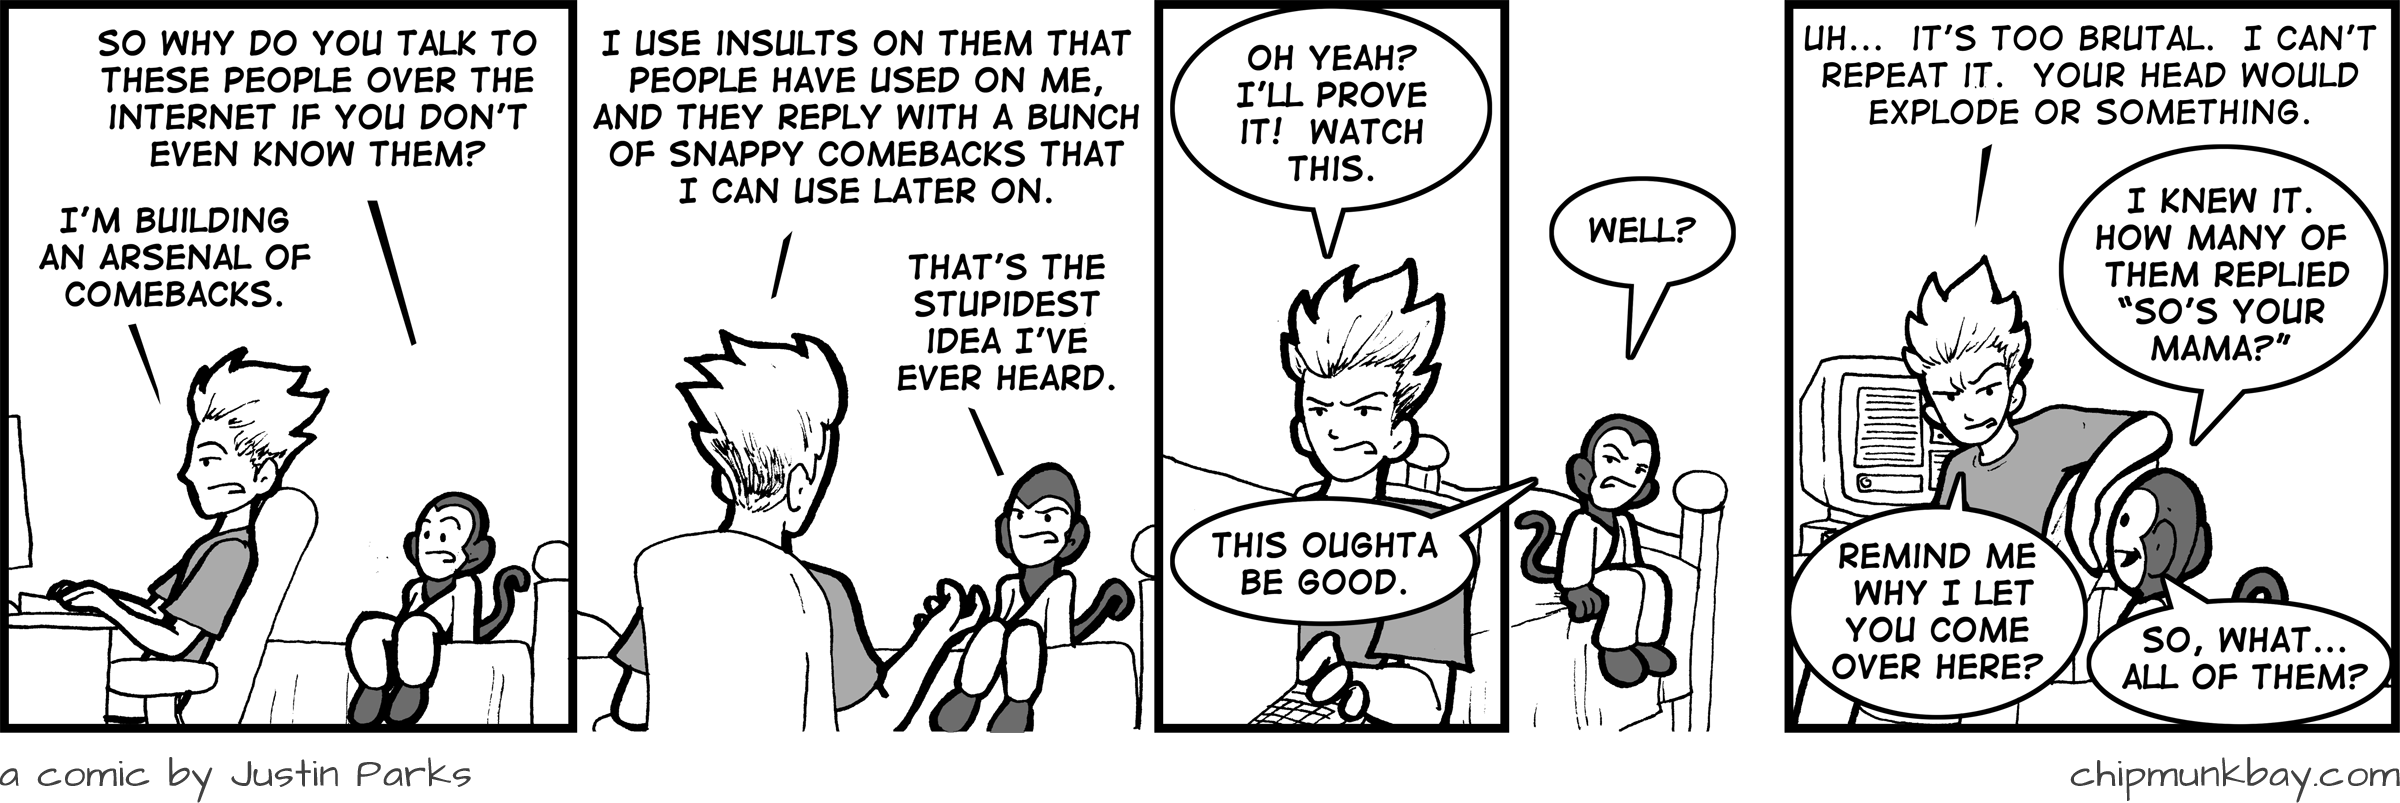 SO WHY DO YOU TALK TO
THESE PEOPLE OVER THE
INTERNET IF YOU DON'T
EVEN KNOW THEM?
I'M BUILDING
AN ARSENAL OF
COMEBACKS.
I USE INSULTS ON THEM THAT
PEOPLE HAVE USED ON ME,
AND THEY REPLY WITH A BUNCH
OF SNAPPY COMEBACKS THAT
I CAN USE LATER ON.
THAT'S THE
STUPIDEST
IDEA I'VE
EVER HEARD.
OH YEAH?
I'LL PROVE
IT! WATCH
THIS.
THIS OUGHTA
BE GOOD.
WELL?
UH... IT'S TOO BRUTAL. I CAN'T
REPEAT IT. YOUR HEAD WOULD
EXPLODE OR SOMETHING.
I KNEW IT.
HOW MANY OF
THEM REPLIED
"SO'S YOUR
MAMA?"
REMIND ME
WHY I LET
YOU COME
OVER HERE?
SO, WHAT...
ALL OF THEM?
a comic by Justin Parks
chipmunkbay.com